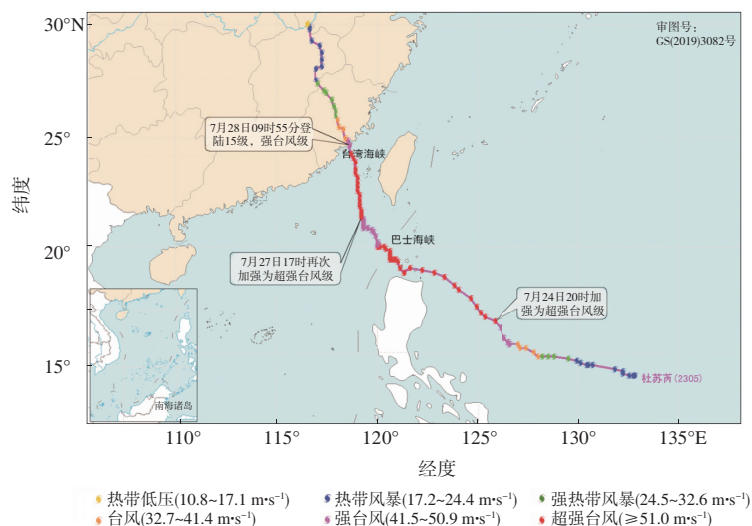 30°N
审图号:
GS(2019)3082号
7月28日09时55分登
陆15级，强台风级
25°
台湾海峡
纬度
巴士海峡
20°
7月27日17时再次
加强为超强台风级
7月24日20时加
强为超强台风级
15°
杜苏芮(2305)
南海诸岛
110°
115°
120°
125°
130°
135°E
经度
热带低压(10.8~17.1 m·s⁻¹)
热带风暴(17.2~24.4 m·s⁻¹)
强热带风暴(24.5~32.6 m·s⁻¹)
台风(32.7~41.4 m·s⁻¹)
强台风(41.5~50.9 m·s⁻¹)
超强台风(≥51.0 m·s⁻¹)